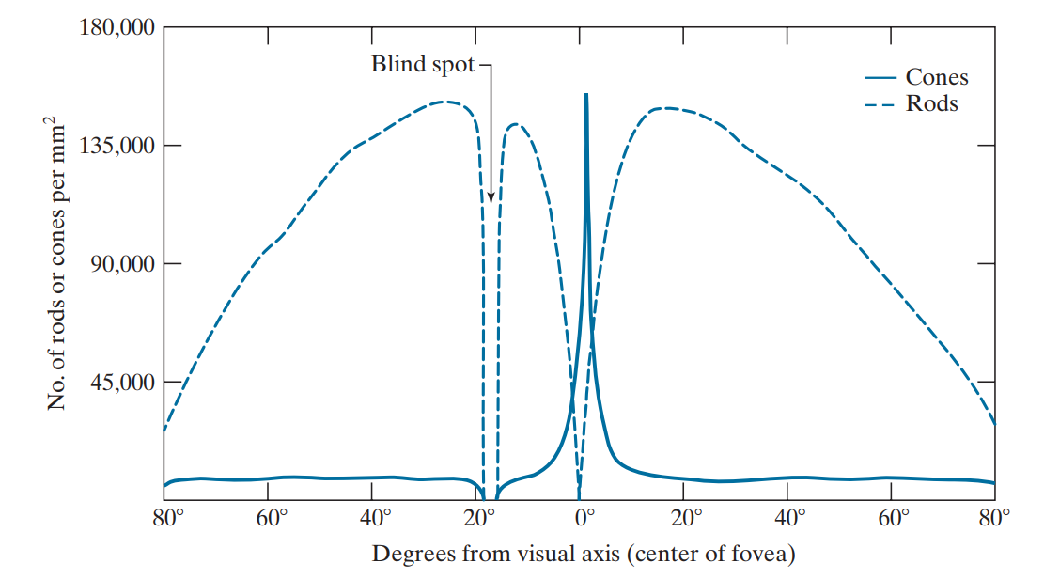 180,000
Blind spot
Cones
Rods
135,000
90,000
45,000
No. of rods or cones per mm²
80° 60° 40° 20° 0° 20° 40° 60° 80°
Degrees from visual axis (center of fovea)